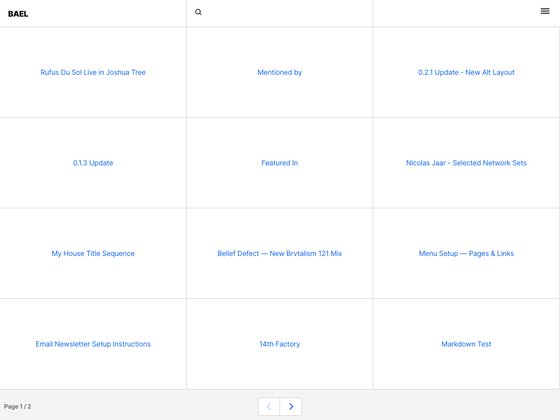 BAEL
Rufus Du Sol Live in Joshua Tree
Mentioned by
0.2.1 Update - New Alt Layout
0.1.3 Update
Featured In
Nicolas Jaar - Selected Network Sets
My House Title Sequence
Belief Defect — New Brvtalism 121 Mix
Menu Setup — Pages & Links
Email Newsletter Setup Instructions
14th Factory
Markdown Test
Page 1 / 2